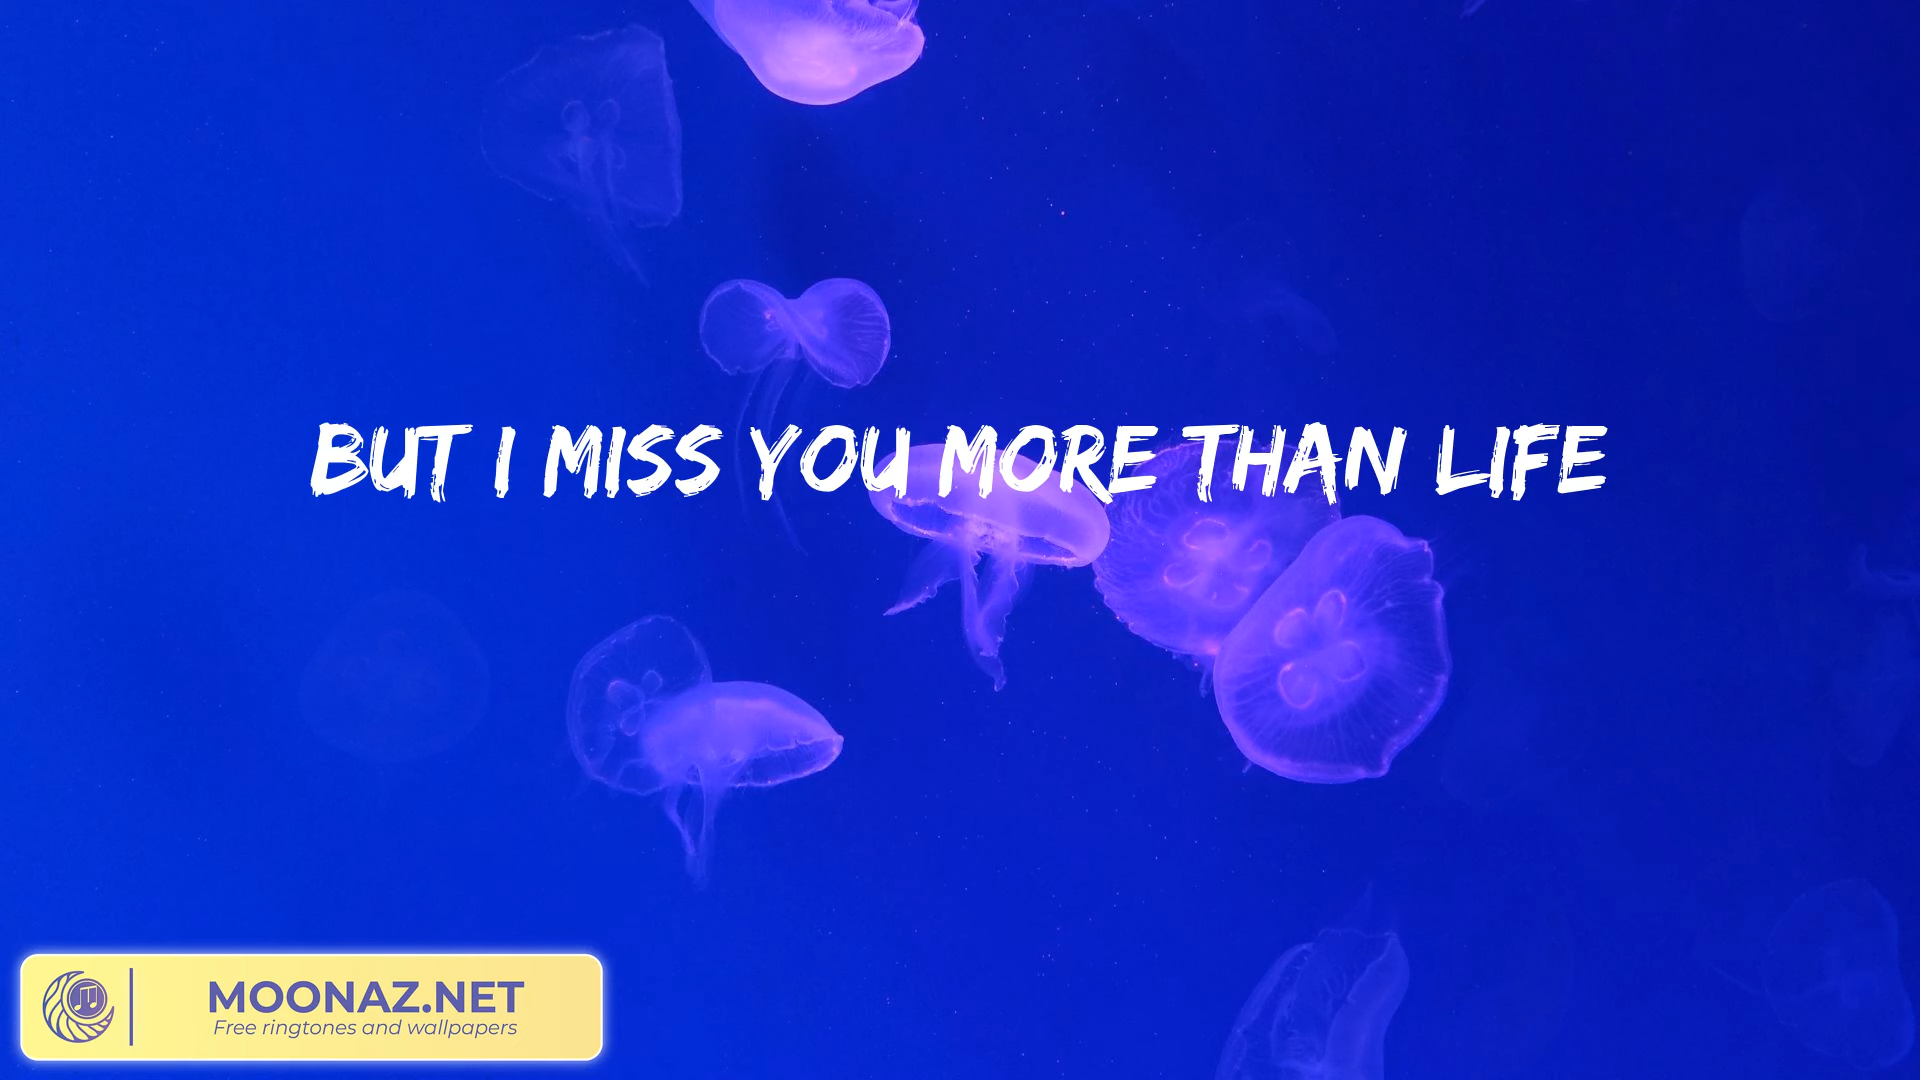 BUT I MISS YOU MORE THAN LIFE
MOONAZ.NET
Free ringtones and wallpapers